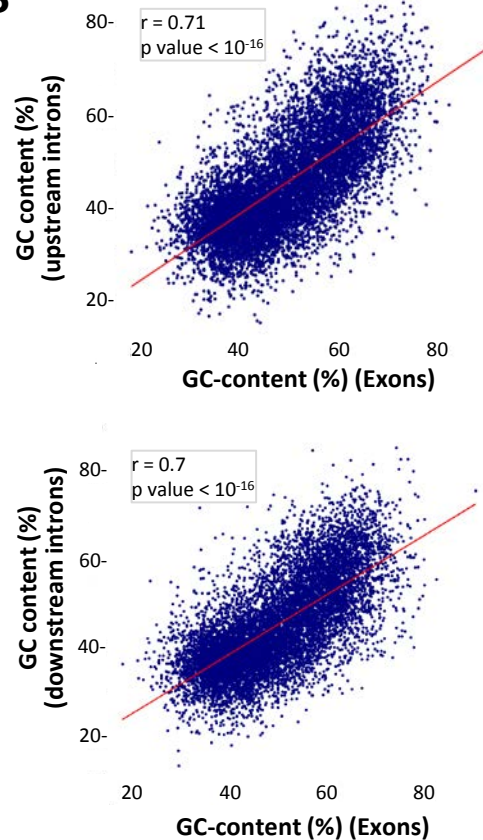 80-
r = 0.71
p value < 10-16
60-
40-
20-
GC content (%)
(upstream introns)
20 40 60 80
GC-content (%) (Exons)
80-
r = 0.7
p value < 10-16
60-
40-
20-
GC content (%)
(downstream introns)
20 40 60 80
GC-content (%) (Exons)